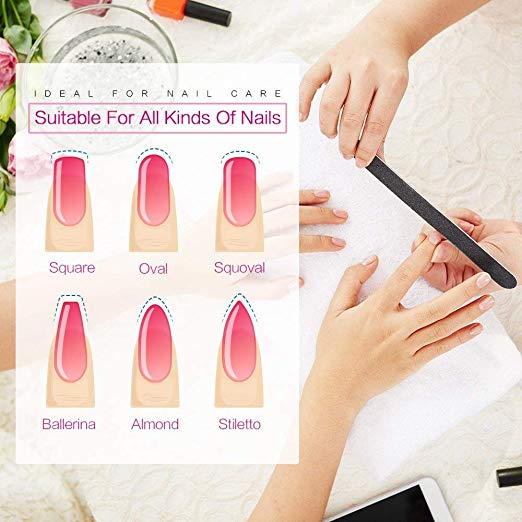 IDEAL FOR NAIL CARE
Suitable For All Kinds Of Nails
Square Oval Squoval
Ballerina Almond Stiletto